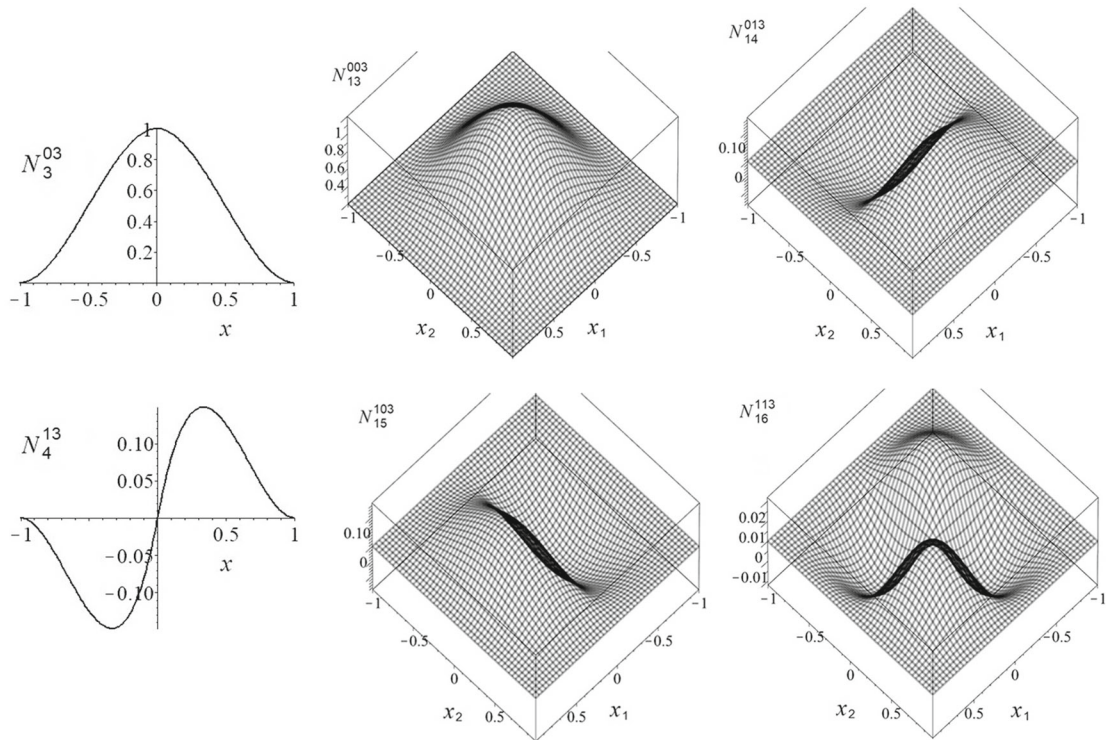 N_3^{03}
1
0.8
0.6
0.4
0.2
−1 −0.5 0 0.5 1
x
N_{13}^{003}
1
0.8
0.6
0.4
−1 −1
−0.5 −0.5
0 0
x_2 0.5 0.5 x_1
N_{14}^{013}
0.10
0
−1 −1
−0.5 −0.5
0 0
x_2 0.5 0.5 x_1
N_4^{13}
0.10
0.05
−1 0.5 1
−0.05 x
−0.10
N_{15}^{103}
0.10
0
−1 −1
−0.5 −0.5
0 0
x_2 0.5 0.5 x_1
N_{16}^{113}
0.02
0.01
0
−0.01
−1 −1
−0.5 −0.5
0 0
x_2 0.5 0.5 x_1